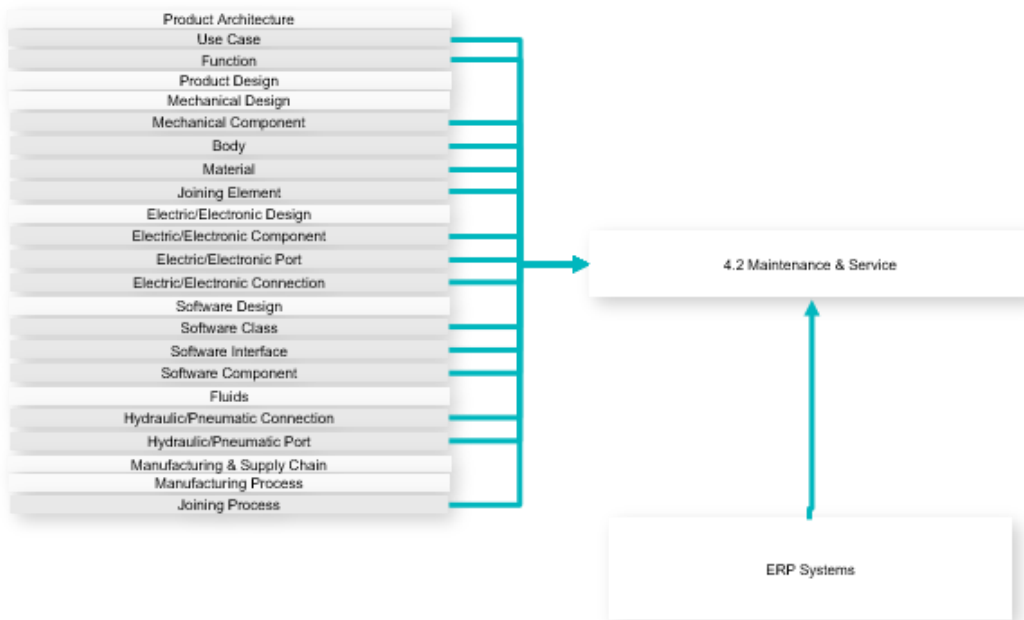 Product Architecture
Use Case
Function
Product Design
Mechanical Design
Mechanical Component
Body
Material
Joining Element
Electric/Electronic Design
Electric/Electronic Component
Electric/Electronic Port
Electric/Electronic Connection
Software Design
Software Class
Software Interface
Software Component
Fluids
Hydraulic/Pneumatic Connection
Hydraulic/Pneumatic Port
Manufacturing & Supply Chain
Manufacturing Process
Joining Process
4.2 Maintenance & Service
ERP Systems